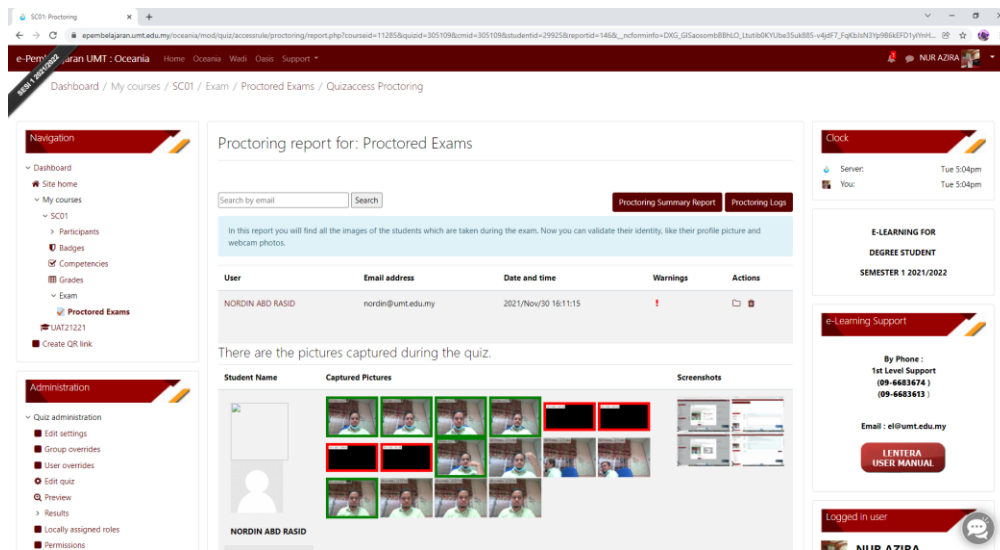 SC01: Proctoring
epembelajaran.umt.edu.my/oceania/mod/quiz/accessrule/proctoring/report.php?courseid=11285&quizid=305109&cmid=305109&studentid=29925&reportid=146&
e-Pembelajaran UMT : Oceania Home Oceania Wadi Oasis Support NUR AZIRA
SESI 1 2021/2022
Dashboard / My courses / SC01 / Exam / Proctored Exams / Quizaccess Proctoring
Navigation
Dashboard
Site home
My courses
SC01
Participants
Badges
Competencies
Grades
Exam
Proctored Exams
UAT21221
Create QR link
Administration
Quiz administration
Edit settings
Group overrides
User overrides
Edit quiz
Preview
Results
Locally assigned roles
Permissions
Proctoring report for: Proctored Exams
Search by email Search Proctoring Summary Report Proctoring Logs
In this report you will find all the images of the students which are taken during the exam. Now you can validate their identity, like their profile picture and
webcam photos.
User Email address Date and time Warnings Actions
NORDIN ABD RASID nordin@umt.edu.my 2021/Nov/30 16:11:15 !
There are the pictures captured during the quiz.
Student Name Captured Pictures Screenshots
NORDIN ABD RASID
Clock
Server: Tue 5:04pm
You: Tue 5:04pm
E-LEARNING FOR
DEGREE STUDENT
SEMESTER 1 2021/2022
e-Learning Support
By Phone :
1st Level Support
(09-6683674 )
(09-6683613 )
Email : el@umt.edu.my
LENTERA
USER MANUAL
Logged in user
NUR AZIRA